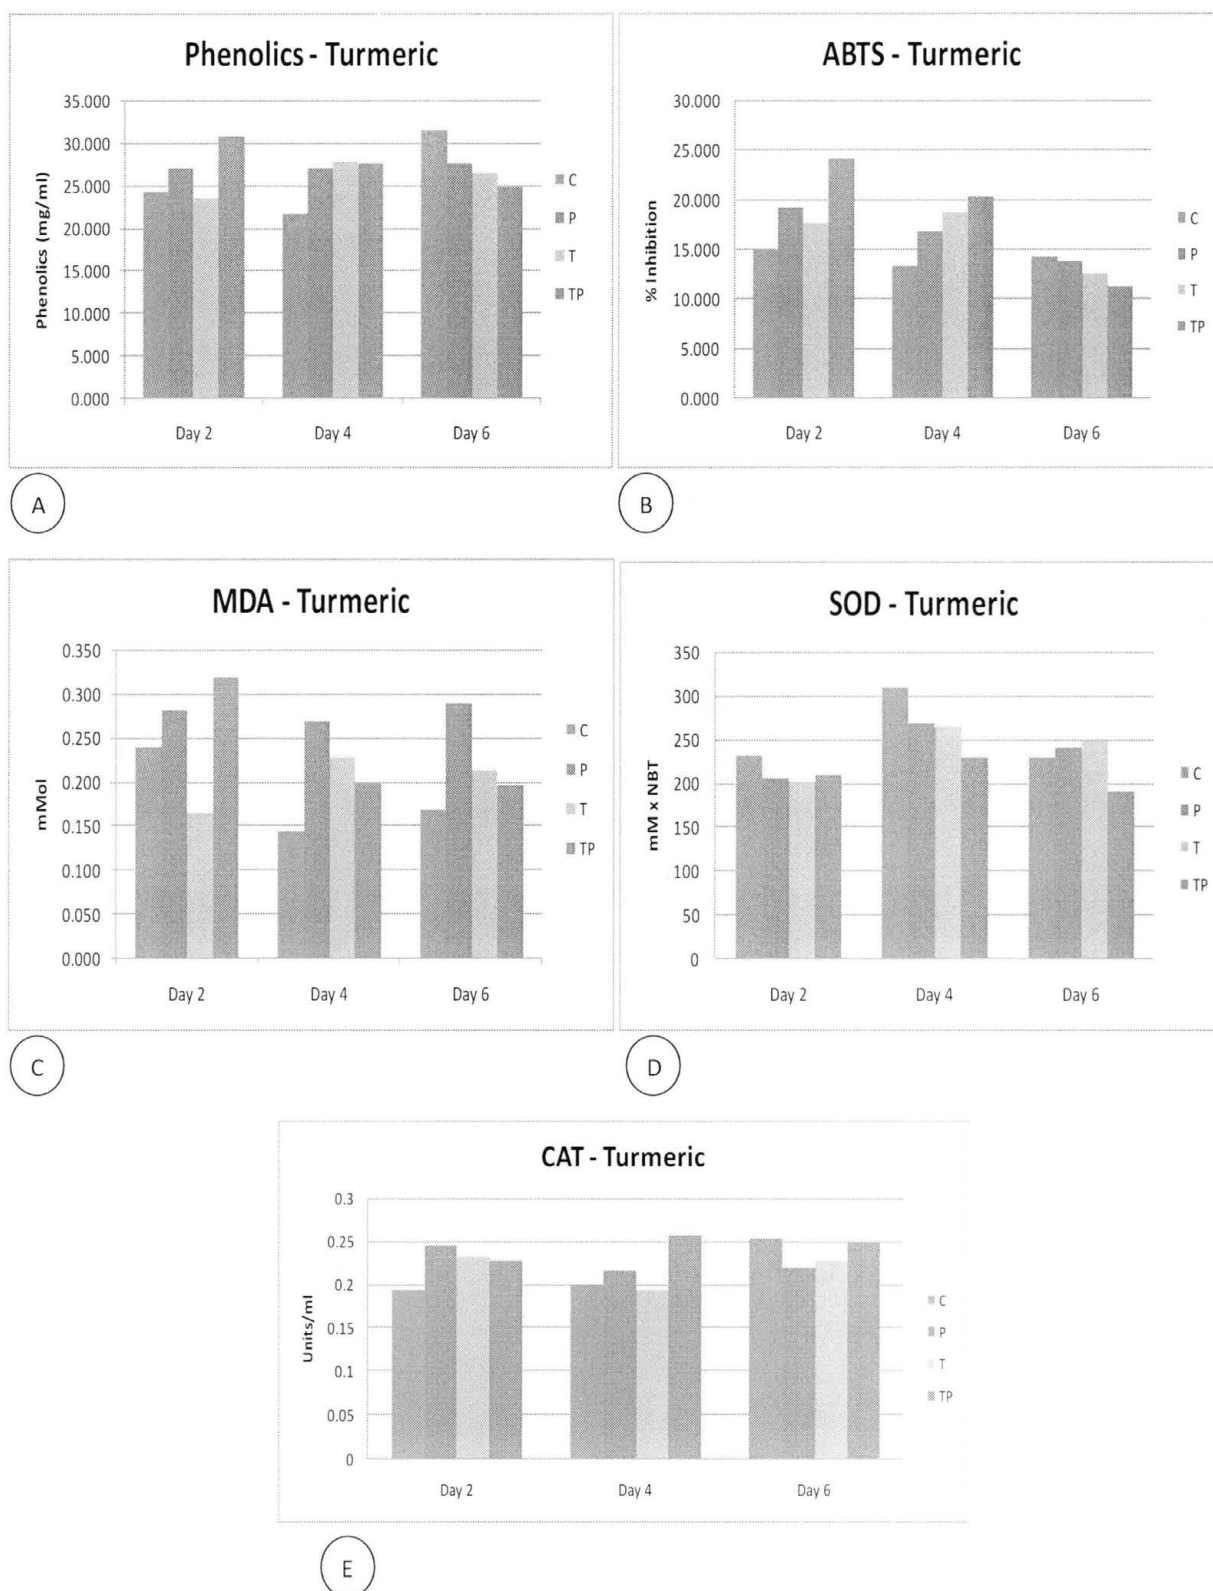 Phenolics - Turmeric
Phenolics (mg/ml)
35.000
30.000
25.000
20.000
15.000
10.000
5.000
0.000
Day 2 Day 4 Day 6
C
P
T
TP
A
ABTS - Turmeric
% Inhibition
30.000
25.000
20.000
15.000
10.000
5.000
0.000
Day 2 Day 4 Day 6
C
P
T
TP
B
MDA - Turmeric
mMol
0.350
0.300
0.250
0.200
0.150
0.100
0.050
0.000
Day 2 Day 4 Day 6
C
P
T
TP
C
SOD - Turmeric
mM x NBT
350
300
250
200
150
100
50
0
Day 2 Day 4 Day 6
C
P
T
TP
D
CAT - Turmeric
Units/ml
0.3
0.25
0.2
0.15
0.1
0.05
0
Day 2 Day 4 Day 6
C
P
T
TP
E